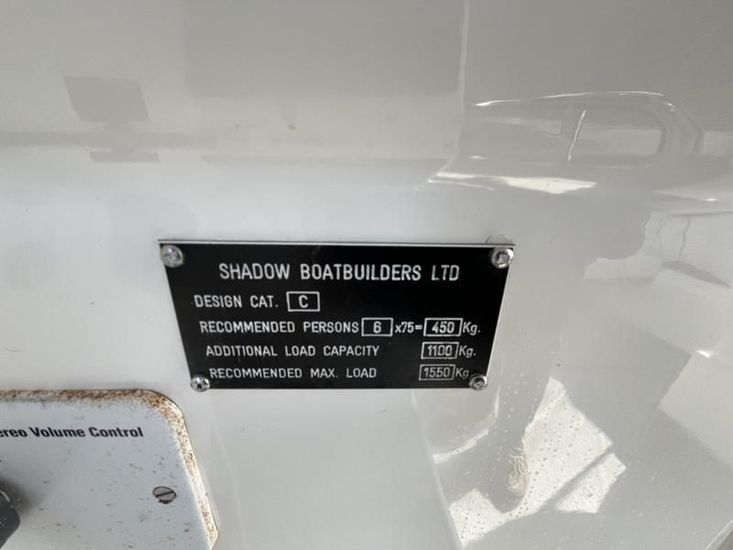 SHADOW BOATBUILDERS LTD
DESIGN CAT. C
RECOMMENDED PERSONS 6 x75= 450 Kg.
ADDITIONAL LOAD CAPACITY 1100 Kg.
RECOMMENDED MAX. LOAD 1550 Kg
ereo Volume Control